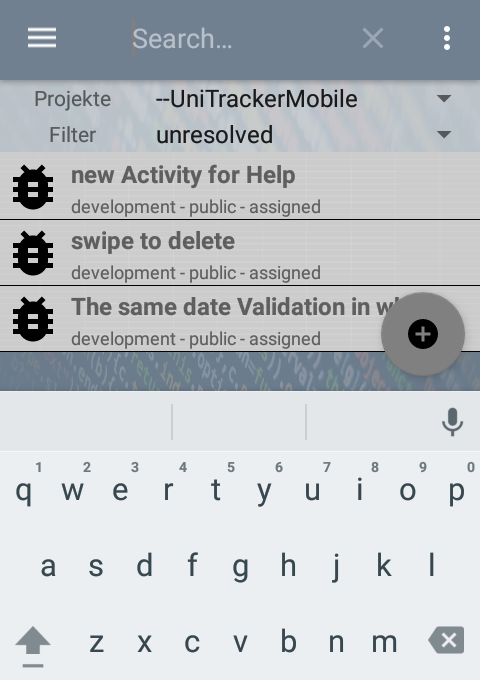 Search…
Projekte --UniTrackerMobile
Filter unresolved
new Activity for Help
development - public - assigned
swipe to delete
development - public - assigned
The same date Validation in
development - public - assigned
1 2 3 4 5 6 7 8 9 0
q w e r t y u i o p
a s d f g h j k l
z x c v b n m